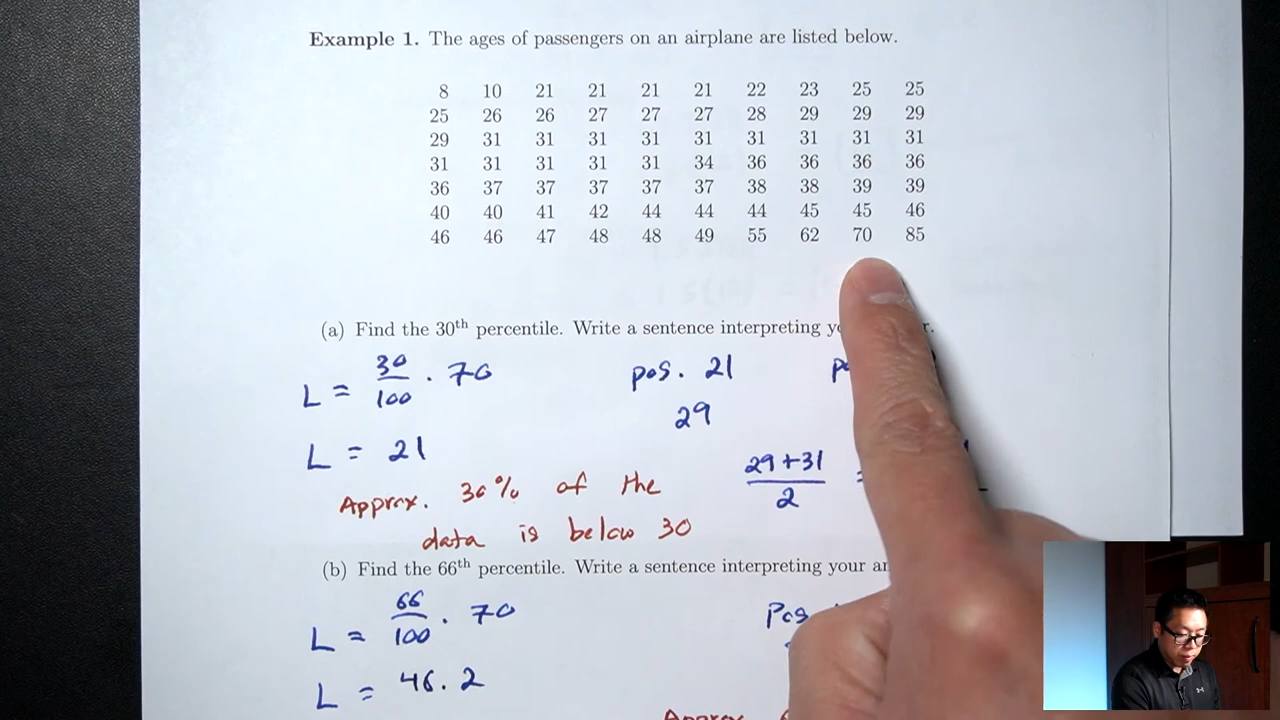 Example 1. The ages of passengers on an airplane are listed below.
8 10 21 21 21 21 22 23 25 25
25 26 26 27 27 27 28 29 29 29
29 31 31 31 31 31 31 31 31 31
31 31 31 31 31 34 36 36 36 36
36 37 37 37 37 37 38 38 39 39
40 40 41 42 44 44 44 45 45 46
46 46 47 48 48 49 55 62 70 85
(a) Find the 30th percentile. Write a sentence interpreting
L = 30/100 · 70
pos. 21
29
L = 21
29+31/2 =
Approx. 30% of the
data is below 30
(b) Find the 66th percentile. Write a sentence interpreting your
L = 66/100 · 70
Pos
L = 46.2
Approx